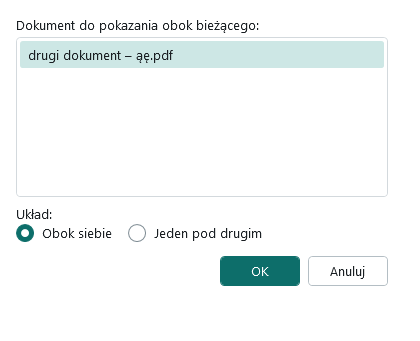 Dokument do pokazania obok bieżącego:
drugi dokument – ąę.pdf
Układ:
Obok siebie Jeden pod drugim
OK Anuluj